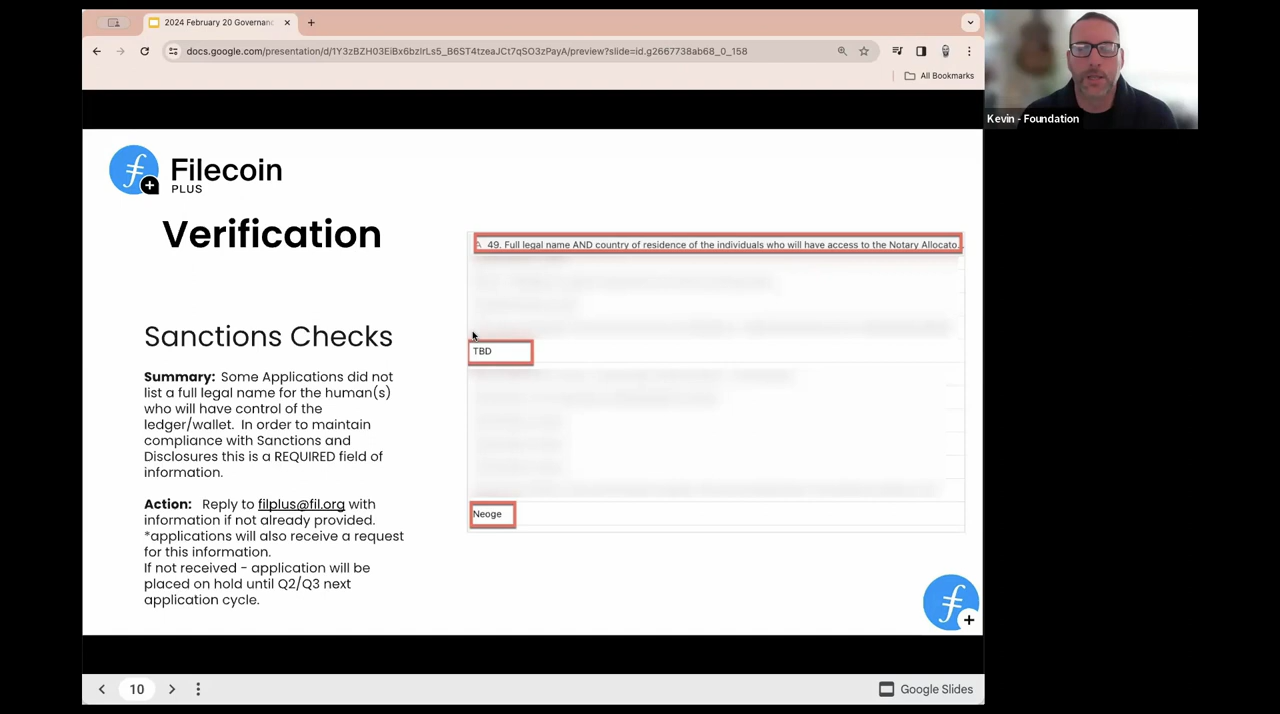 2024 February 20 Governanc
docs.google.com/presentation/d/1Y3zBZH03EiBx6bzIrLs5_B6ST4tzeaJCt7qSO3zPayA/preview?slide=id.g2667738ab68_0_158
All Bookmarks
Kevin - Foundation
Filecoin
PLUS
Verification
Sanctions Checks
Summary: Some Applications did not
list a full legal name for the human(s)
who will have control of the
ledger/wallet. In order to maintain
compliance with Sanctions and
Disclosures this is a REQUIRED field of
information.
Action: Reply to filplus@fil.org with
information if not already provided.
*applications will also receive a request
for this information.
If not received - application will be
placed on hold until Q2/Q3 next
application cycle.
49. Full legal name AND country of residence of the individuals who will have access to the Notary Allocato...
TBD
Neoge
10
Google Slides